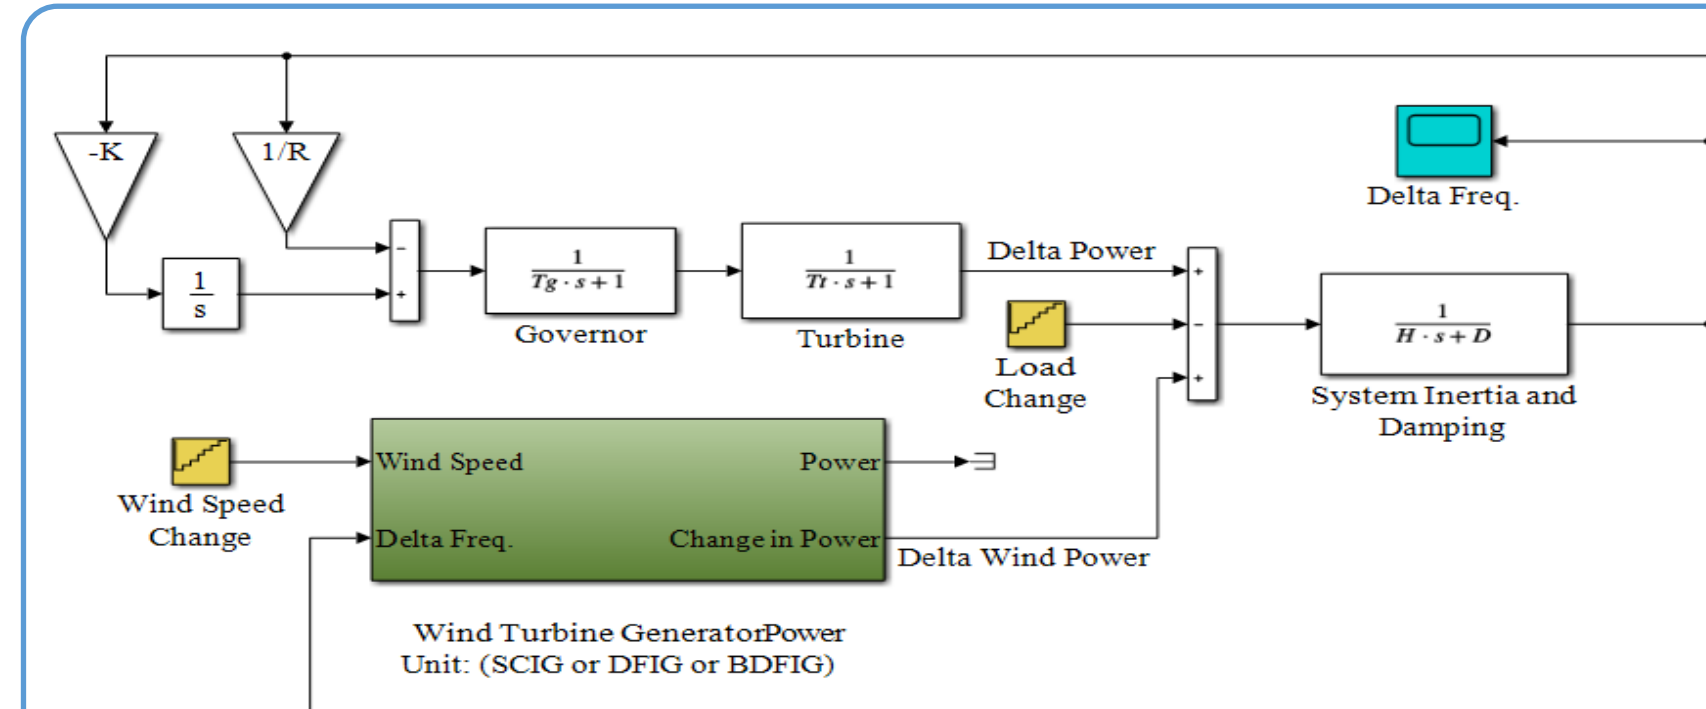 -K
1/R
Delta Freq.
1
s
−
+
1
Tg · s + 1
Governor
1
Tt · s + 1
Turbine
Delta Power
Load
Change
+
−
+
1
H · s + D
System Inertia and
Damping
Wind Speed
Change
Wind Speed
Power
Delta Freq.
Change in Power
Delta Wind Power
Wind Turbine GeneratorPower
Unit: (SCIG or DFIG or BDFIG)